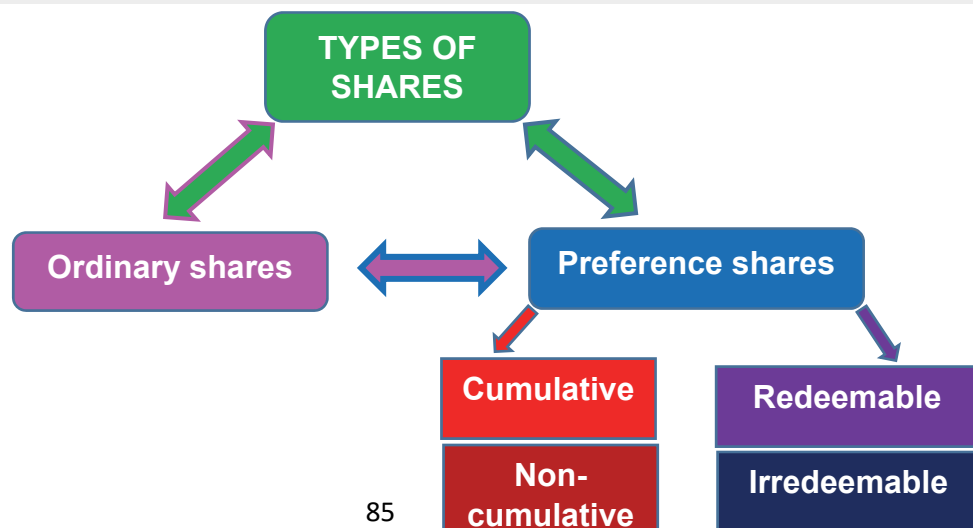 TYPES OF
SHARES
Ordinary shares
Preference shares
Cumulative
Redeemable
Non-
cumulative
Irredeemable
85